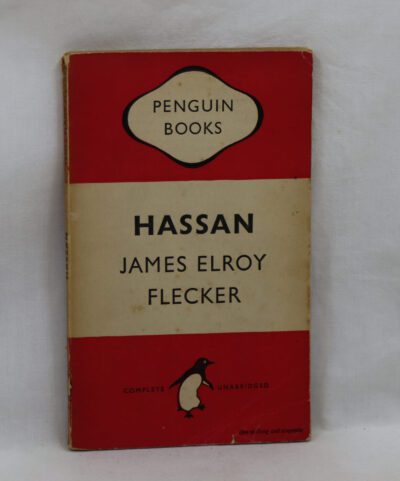 PENGUIN
BOOKS
HASSAN
JAMES ELROY
FLECKER
COMPLETE UNABRIDGED